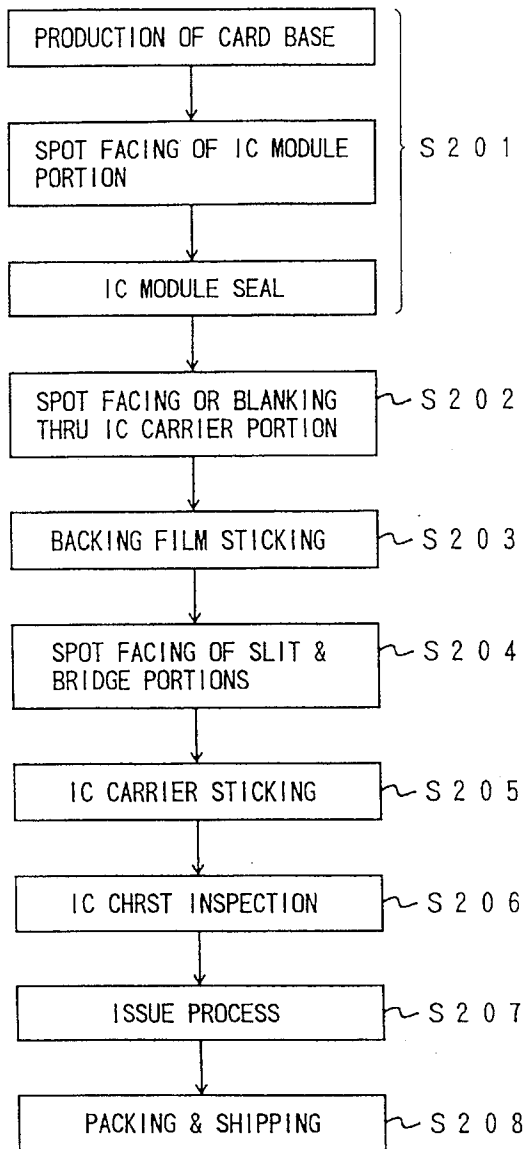 PRODUCTION OF CARD BASE
SPOT FACING OF IC MODULE
PORTION
S201
IC MODULE SEAL
SPOT FACING OR BLANKING
THRU IC CARRIER PORTION
S202
BACKING FILM STICKING
S203
SPOT FACING OF SLIT &
BRIDGE PORTIONS
S204
IC CARRIER STICKING
S205
IC CHRST INSPECTION
S206
ISSUE PROCESS
S207
PACKING & SHIPPING
S208